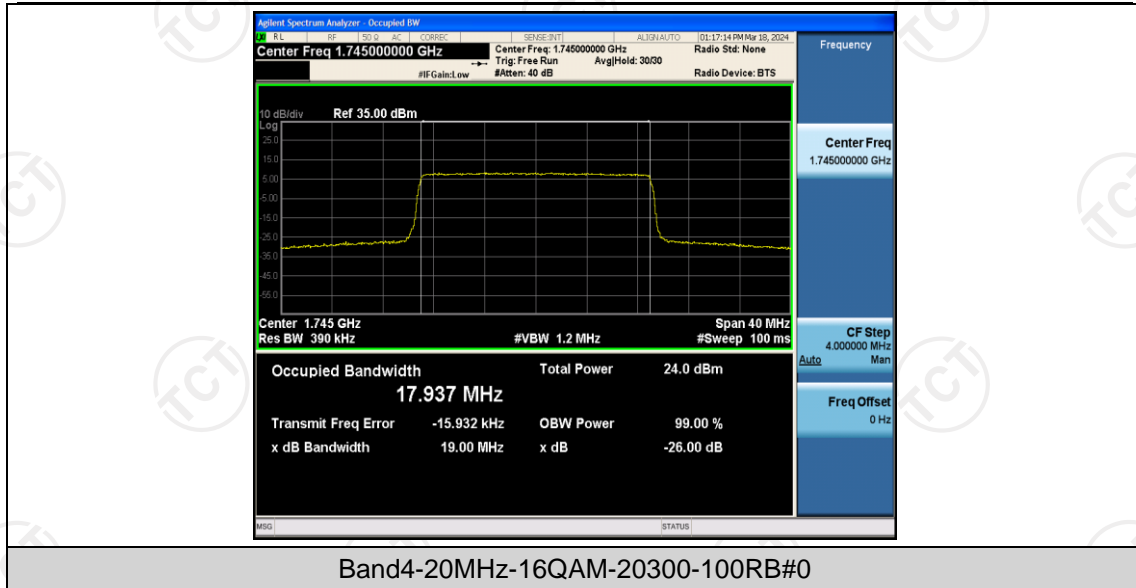 Agilent Spectrum Analyzer - Occupied BW
RL RF 50 Ω AC CORREC SENSE:INT ALIGN AUTO 01:17:14 PM Mar 18, 2024
Center Freq 1.745000000 GHz
Center Freq: 1.745000000 GHz
Radio Std: None
Trig: Free Run Avg|Hold: 30/30
#IFGain:Low #Atten: 40 dB Radio Device: BTS
Frequency
10 dB/div Ref 35.00 dBm
Log
25.0
15.0
5.00
-5.00
-15.0
-25.0
-35.0
-45.0
-55.0
Center 1.745 GHz Span 40 MHz
Res BW 390 kHz #VBW 1.2 MHz #Sweep 100 ms
Center Freq
1.745000000 GHz
CF Step
4.000000 MHz
Auto Man
Freq Offset
0 Hz
Occupied Bandwidth Total Power 24.0 dBm
17.937 MHz
Transmit Freq Error -15.932 kHz OBW Power 99.00 %
x dB Bandwidth 19.00 MHz x dB -26.00 dB
MSG STATUS
Band4-20MHz-16QAM-20300-100RB#0
TCT
TCT
TCT
TCT
TCT
TCT